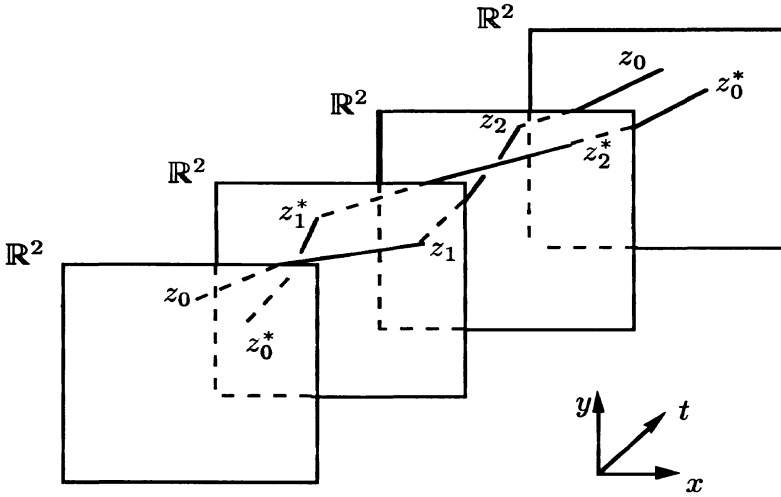 ℝ²
z₀
z₀*
ℝ²
z₂
z₂*
ℝ²
z₁*
z₁
ℝ²
z₀
z₀*
y
t
x